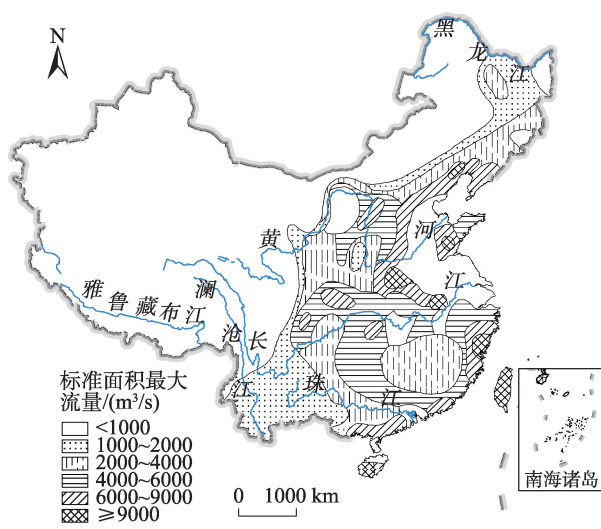 N
黑
龙
江
黄
河
雅鲁藏布江
澜
沧
江
长
江
珠
江
标准面积最大
流量/(m³/s)
<1000
1000~2000
2000~4000
4000~6000
6000~9000
≥9000
0 1000 km
南海诸岛